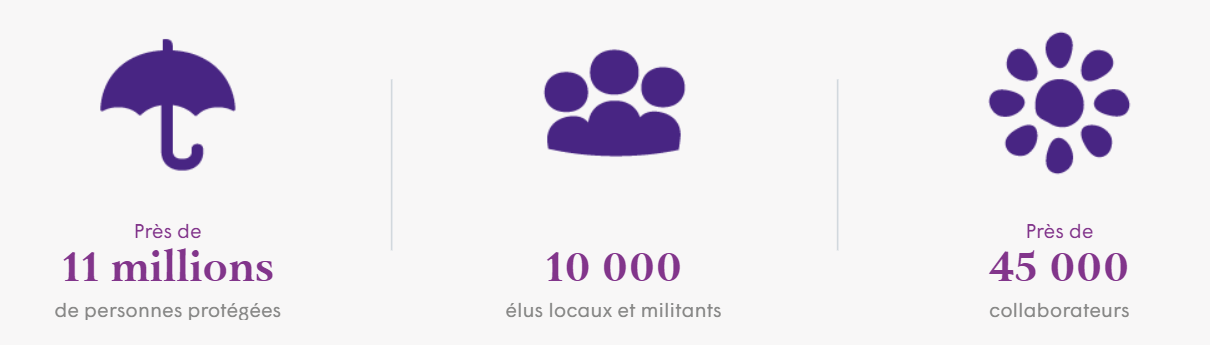 Près de
11 millions
de personnes protégées
10 000
élus locaux et militants
Près de
45 000
collaborateurs